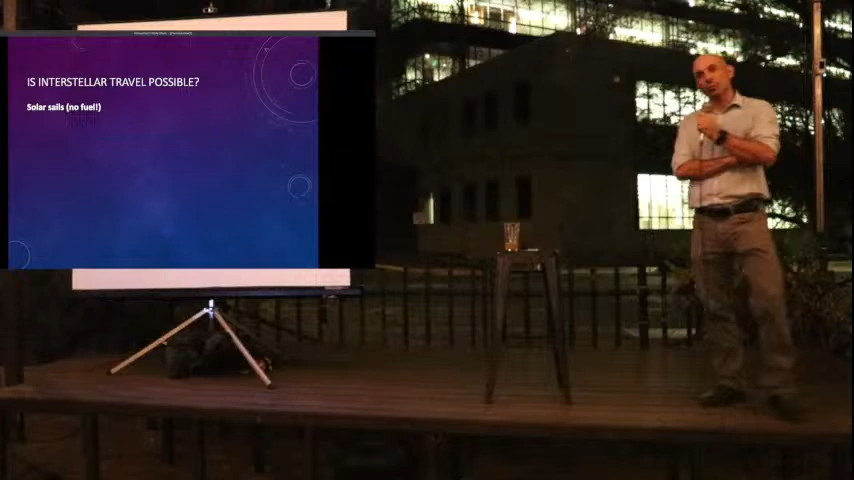 IS INTERSTELLAR TRAVEL POSSIBLE?
Solar sails (no fuel!)